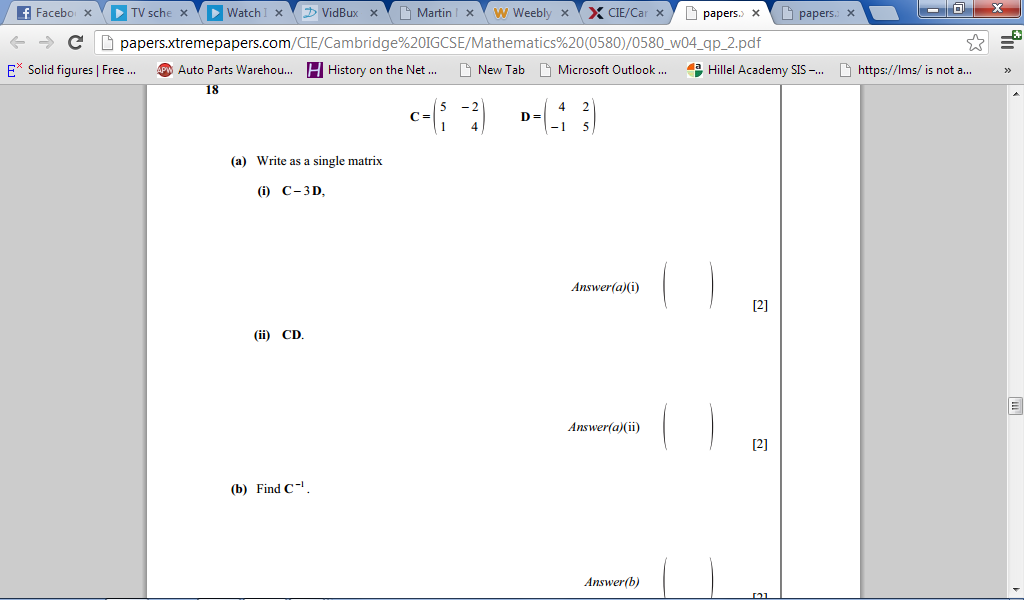 Facebo
TV sche
Watch
VidBux
Martin
Weebly
CIE/Car
papers.x
papers.
papers.xtremepapers.com/CIE/Cambridge%20IGCSE/Mathematics%20(0580)/0580_w04_qp_2.pdf
Solid figures | Free ...
APW Auto Parts Warehou...
H History on the Net ...
New Tab
Microsoft Outlook ...
Hillel Academy SIS –...
https://lms/ is not a...
»
18
C = ( 5 −2
1 4 )
D = ( 4 2
−1 5 )
(a) Write as a single matrix
(i) C − 3 D,
Answer(a)(i) ( )
[2]
(ii) CD.
Answer(a)(ii) ( )
[2]
(b) Find C⁻¹.
Answer(b) ( )
[2]